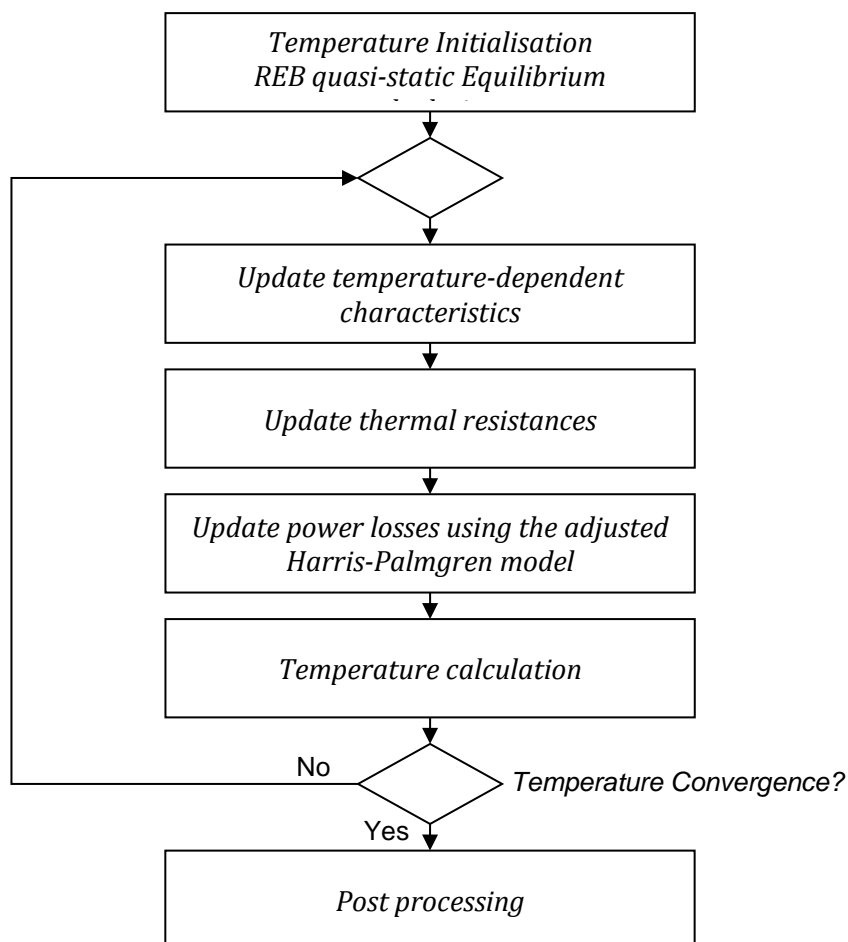 Temperature Initialisation
REB quasi-static Equilibrium
Update temperature-dependent
characteristics
Update thermal resistances
Update power losses using the adjusted
Harris-Palmgren model
Temperature calculation
No
Temperature Convergence?
Yes
Post processing